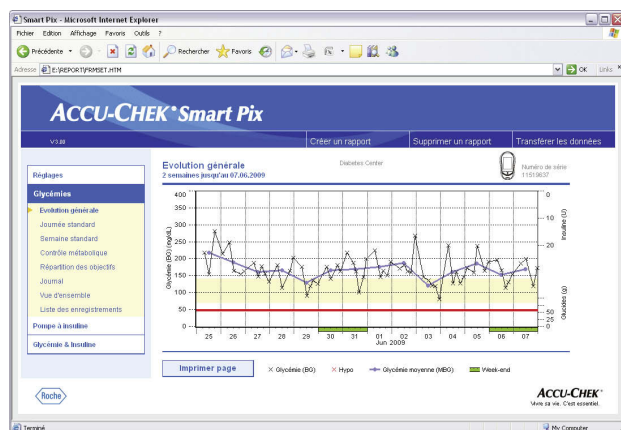 Smart Pix - Microsoft Internet Explorer
Fichier Edition Affichage Favoris Outils ?
Précédente Rechercher Favoris
Adresse E:\REPORT\FRMSET.HTM OK Links
ACCU-CHEK® Smart Pix
Créer un rapport Supprimer un rapport Transférer les données
Réglages
Glycémies
Evolution générale
Journée standard
Semaine standard
Contrôle métabolique
Répartition des objectifs
Journal
Vue d'ensemble
Liste des enregistrements
Pompe à insuline
Glycémie & Insuline
Evolution générale
2 semaines jusqu'au 07.06.2009
Diabetes Center
Numéro de série
11519637
Glycémie (BG) (mg/dL)
400
350
300
250
200
150
100
50
0
Insuline (U)
0
10
20
Glucides (g)
50
25
0
25 26 27 28 29 30 31 01 02 03 04 05 06 07
Jun 2009
Imprimer page
Glycémie (BG) Hypo Glycémie moyenne (MBG) Week-end
Roche
ACCU-CHEK®
Vivre sa vie. C'est essentiel.
Terminé My Computer